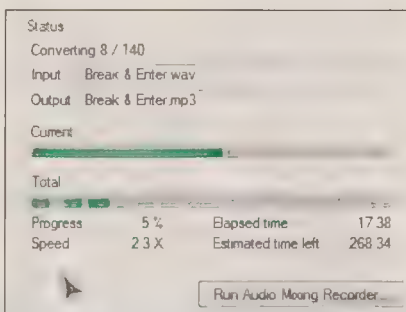 Status
Converting 8 / 140
Input Break & Enter.wav
Output Break & Enter.mp3
Current
Total
Progress 5 % Elapsed time 17:38
Speed 2.3 X Estimated time left 268:34
Run Audio Recorder...